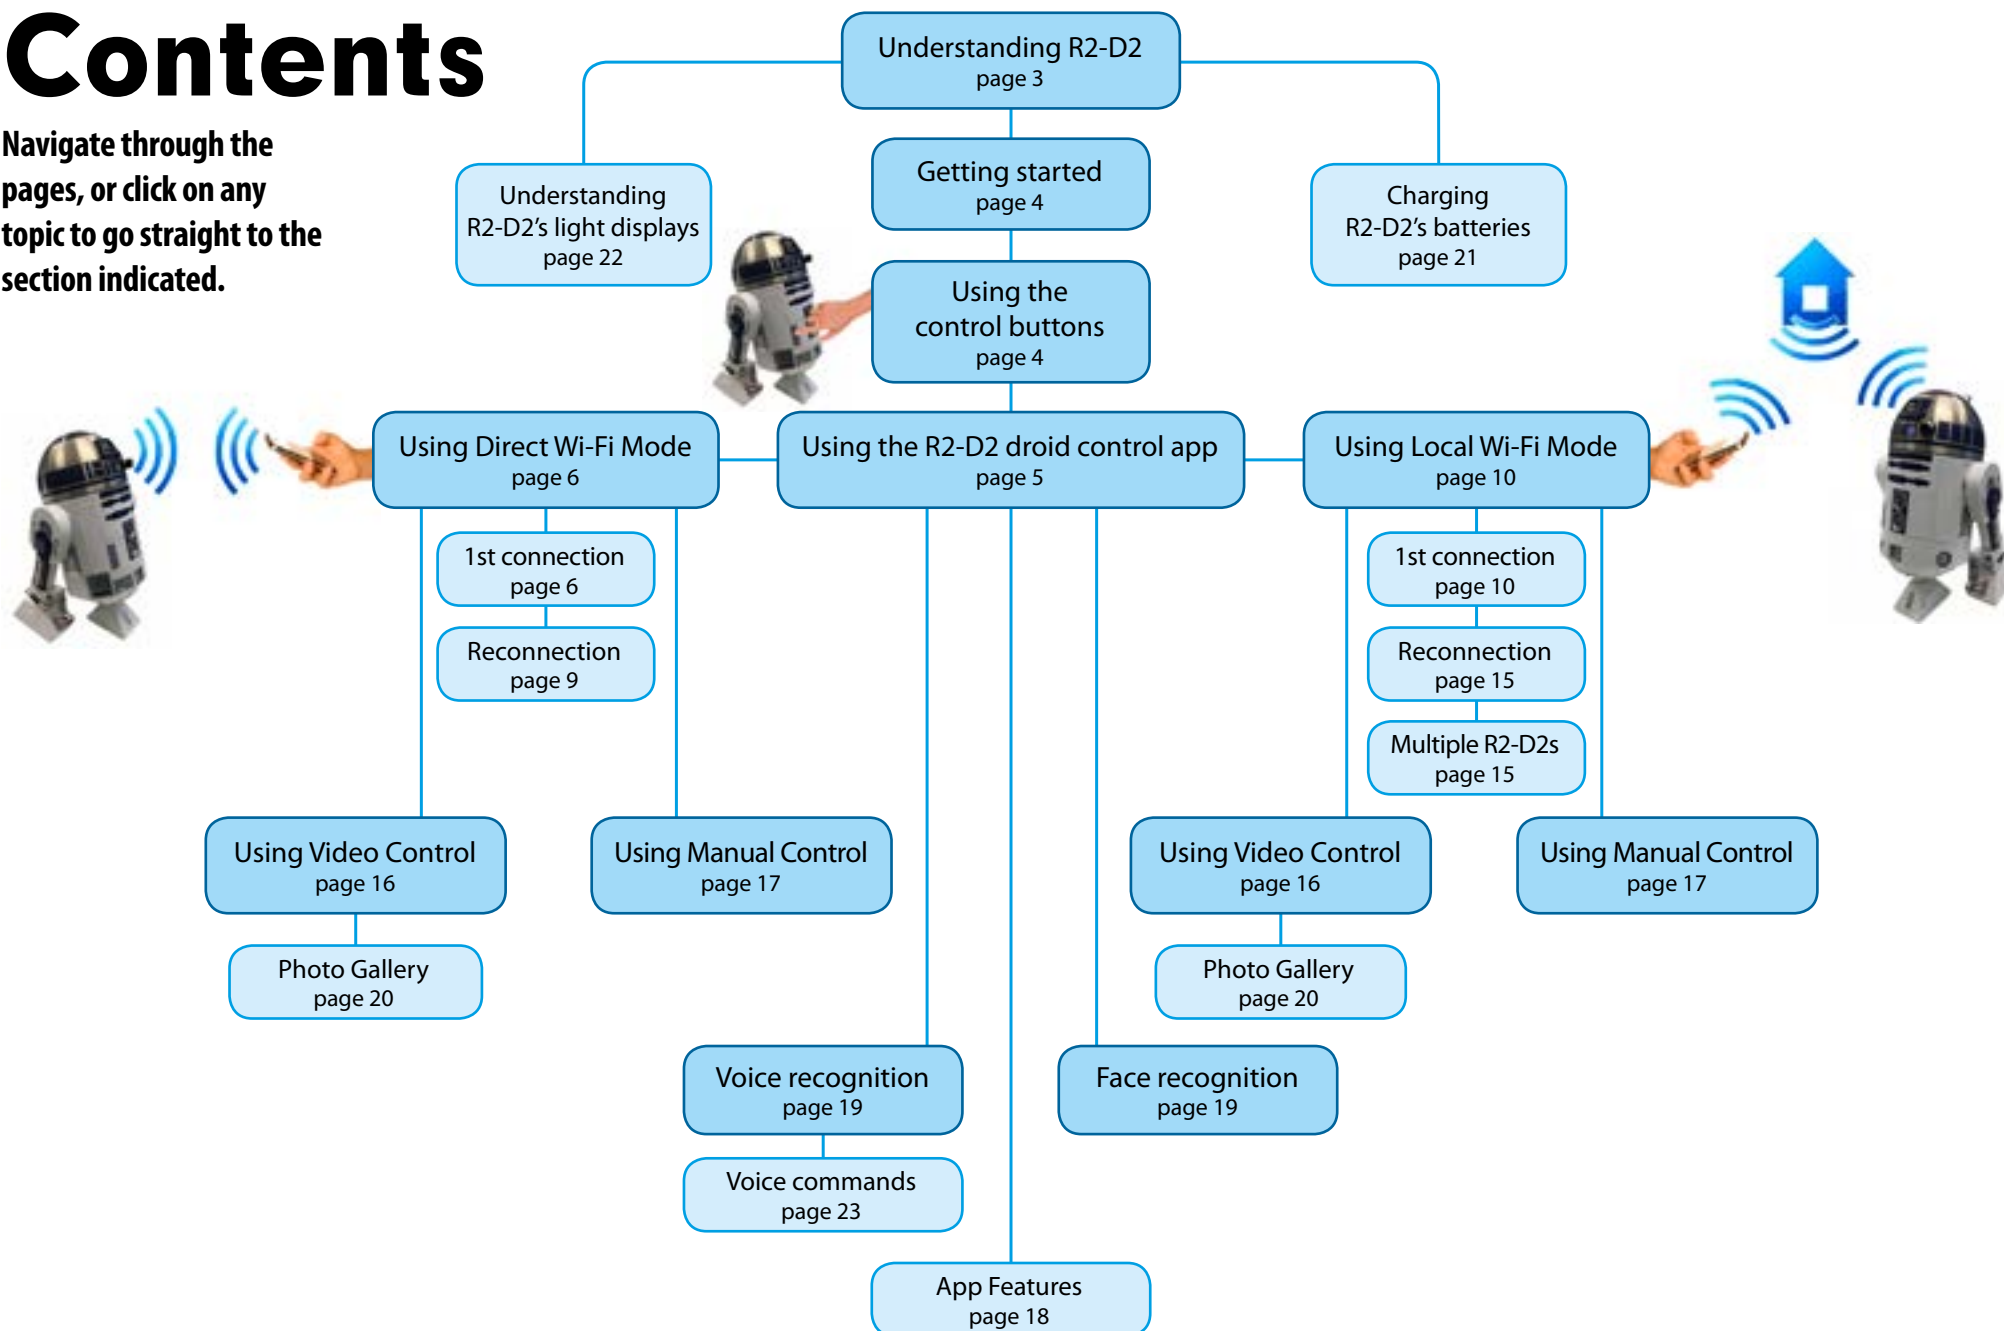 Contents
Navigate through the
pages, or click on any
topic to go straight to the
section indicated.
Understanding R2-D2
page 3
Understanding
R2-D2’s light displays
page 22
Getting started
page 4
Charging
R2-D2’s batteries
page 21
Using the
control buttons
page 4
Using Direct Wi-Fi Mode
page 6
Using the R2-D2 droid control app
page 5
Using Local Wi-Fi Mode
page 10
1st connection
page 6
Reconnection
page 9
1st connection
page 10
Reconnection
page 15
Multiple R2-D2s
page 15
Using Video Control
page 16
Using Manual Control
page 17
Using Video Control
page 16
Using Manual Control
page 17
Photo Gallery
page 20
Photo Gallery
page 20
Voice recognition
page 19
Face recognition
page 19
Voice commands
page 23
App Features
page 18